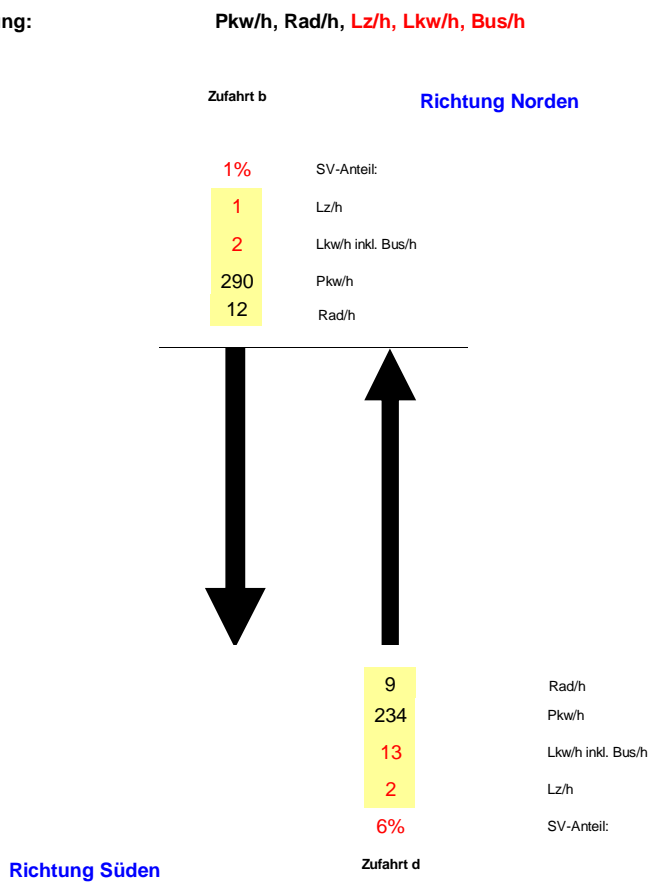 ng: Pkw/h, Rad/h, Lz/h, Lkw/h, Bus/h
Zufahrt b Richtung Norden
1% SV-Anteil:
1 Lz/h
2 Lkw/h inkl. Bus/h
290 Pkw/h
12 Rad/h
9 Rad/h
234 Pkw/h
13 Lkw/h inkl. Bus/h
2 Lz/h
6% SV-Anteil:
Richtung Süden Zufahrt d